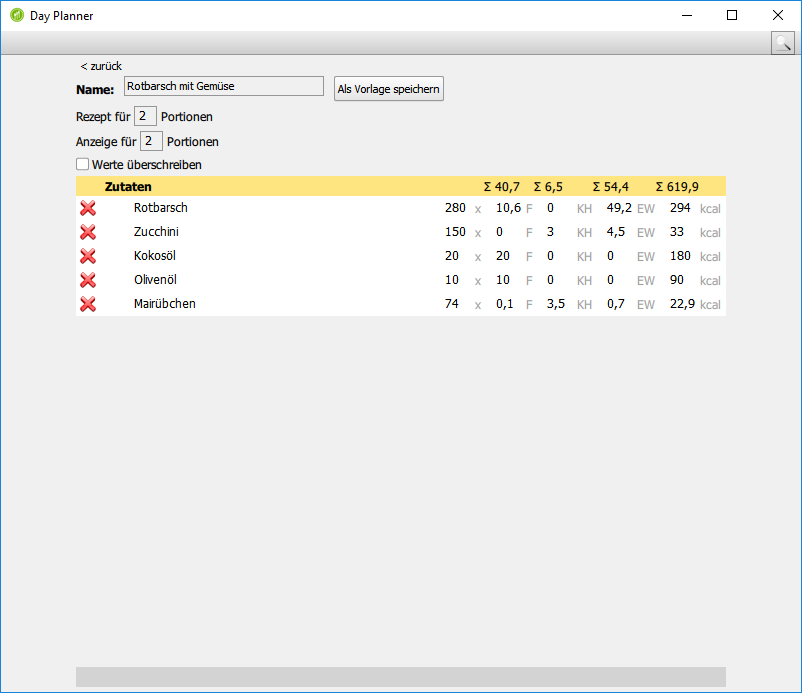 Day Planner
< zurück
Name: Rotbarsch mit Gemüse Als Vorlage speichern
Rezept für 2 Portionen
Anzeige für 2 Portionen
Werte überschreiben
Zutaten Σ 40,7 Σ 6,5 Σ 54,4 Σ 619,9
Rotbarsch 280 x 10,6 F 0 KH 49,2 EW 294 kcal
Zucchini 150 x 0 F 3 KH 4,5 EW 33 kcal
Kokosöl 20 x 20 F 0 KH 0 EW 180 kcal
Olivenöl 10 x 10 F 0 KH 0 EW 90 kcal
Mairübchen 74 x 0,1 F 3,5 KH 0,7 EW 22,9 kcal